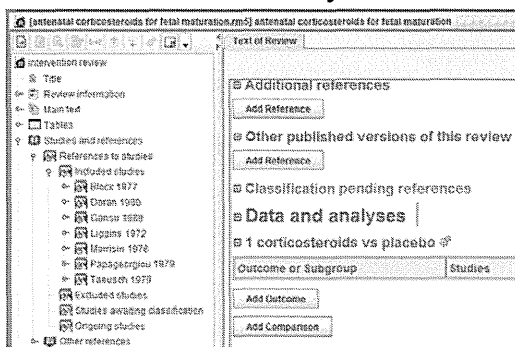 [antenatal corticosteroids for fetal maturation.rm5] antenatal corticosteroids for fetal maturation
Intervention review
Title
Review information
Main text
Tables
Studies and references
References to studies
Included studies
Block 1977
Doran 1980
Gamsu 1989
Liggins 1972
Morrison 1978
Papageorgiou 1979
Taeusch 1979
Excluded studies
Studies awaiting classification
Ongoing studies
Other references
Text of Review
Additional references
Add Reference
Other published versions of this review
Add Reference
Classification pending references
Data and analyses
1 corticosteroids vs placebo
Outcome or Subgroup Studies
Add Outcome
Add Comparison